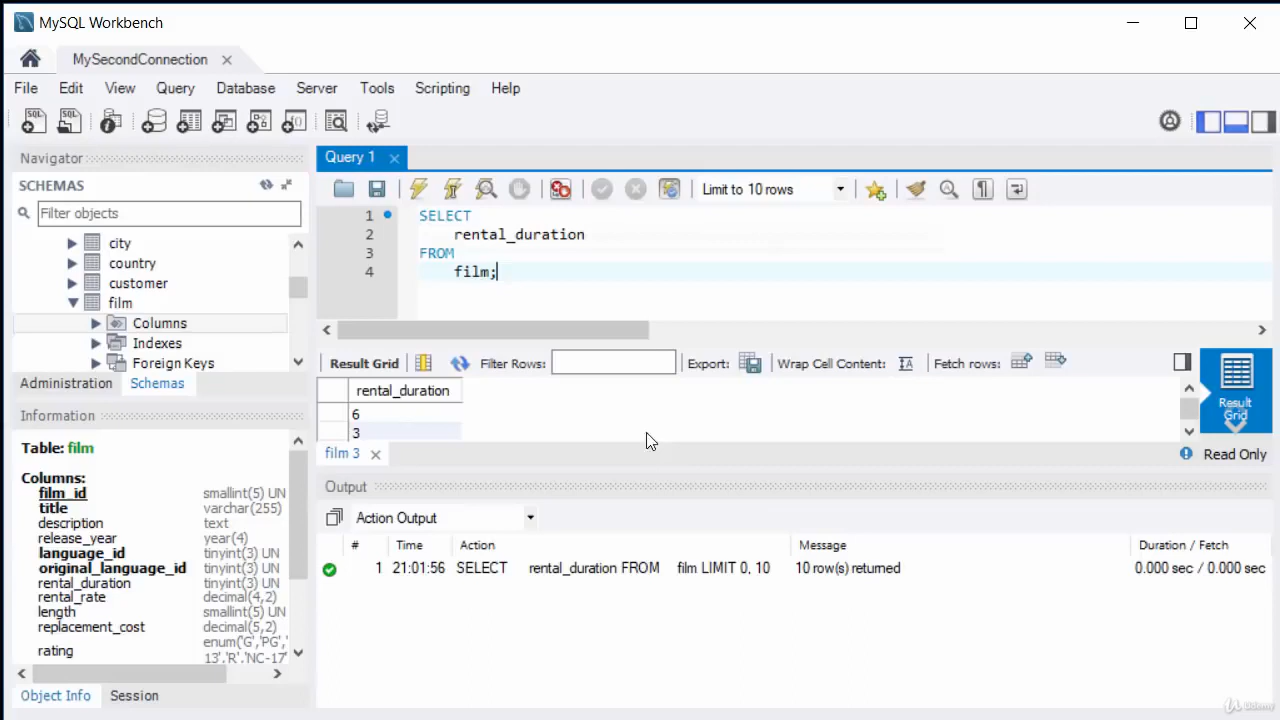 MySQL Workbench
MySecondConnection
File Edit View Query Database Server Tools Scripting Help
Navigator
SCHEMAS
Filter objects
city
country
customer
film
Columns
Indexes
Foreign Keys
Administration Schemas
Information
Table: film
Columns:
film_id smallint(5) UN
title varchar(255)
description text
release_year year(4)
language_id tinyint(3) UN
original_language_id tinyint(3) UN
rental_duration tinyint(3) UN
rental_rate decimal(4,2)
length smallint(5) UN
replacement_cost decimal(5,2)
rating enum('G','PG','
13','R','NC-17'
Object Info Session
Query 1
Limit to 10 rows
1 SELECT
2 rental_duration
3 FROM
4 film;
Result Grid Filter Rows: Export: Wrap Cell Content: Fetch rows:
rental_duration
6
3
Result
Grid
film 3
Read Only
Output
Action Output
# Time Action Message Duration / Fetch
1 21:01:56 SELECT rental_duration FROM film LIMIT 0, 10 10 row(s) returned 0.000 sec / 0.000 sec
Udemy